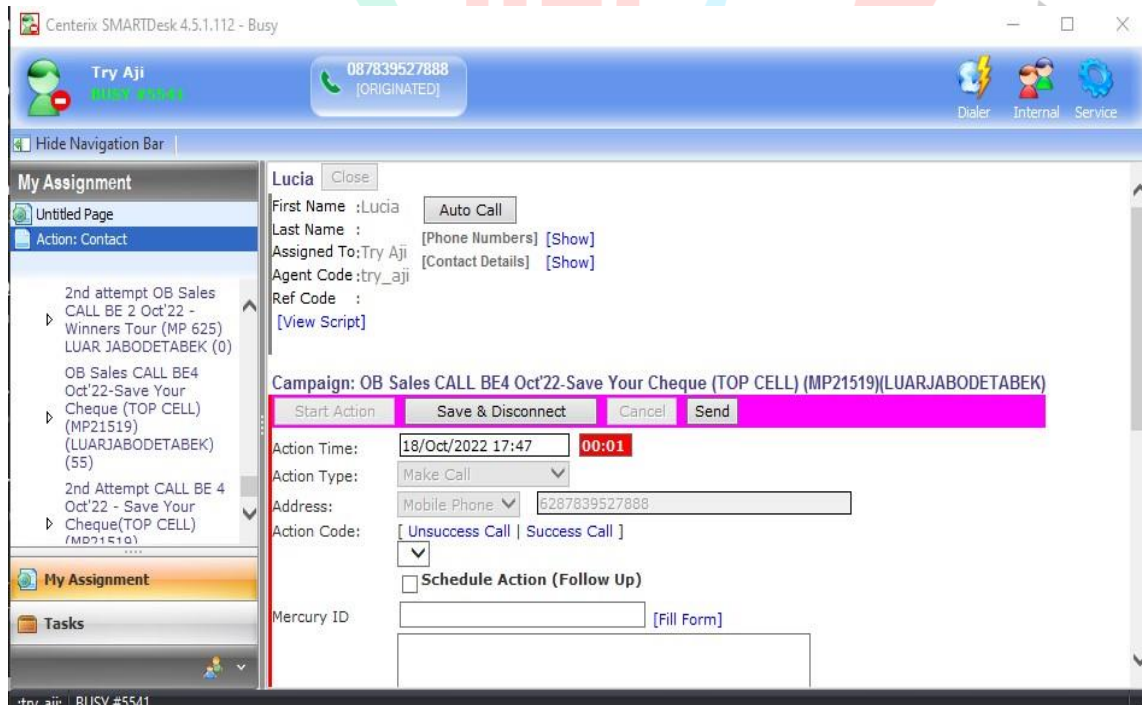 Centerix SMARTDesk 4.5.1.112 - Busy
Try Aji
BUSY #5541
087839527888
[ORIGINATED]
Dialer
Internal
Service
Hide Navigation Bar
My Assignment
Untitled Page
Action: Contact
2nd attempt OB Sales
CALL BE 2 Oct'22 -
Winners Tour (MP 625)
LUAR JABODETABEK (0)
OB Sales CALL BE4
Oct'22-Save Your
Cheque (TOP CELL)
(MP21519)
(LUARJABODETABEK)
(55)
2nd Attempt CALL BE 4
Oct'22 - Save Your
Cheque(TOP CELL)
(MP21519)
My Assignment
Tasks
Lucia Close
First Name :Lucia
Auto Call
Last Name :
[Phone Numbers] [Show]
Assigned To:Try Aji
[Contact Details] [Show]
Agent Code:try_aji
Ref Code :
[View Script]
Campaign: OB Sales CALL BE4 Oct'22-Save Your Cheque (TOP CELL) (MP21519)(LUARJABODETABEK)
Start Action Save & Disconnect Cancel Send
Action Time: 18/Oct/2022 17:47 00:01
Action Type: Make Call
Address: Mobile Phone 6287839527888
Action Code: [ Unsuccess Call | Success Call ]
Schedule Action (Follow Up)
Mercury ID [Fill Form]
:try_aji: BUSY #5541